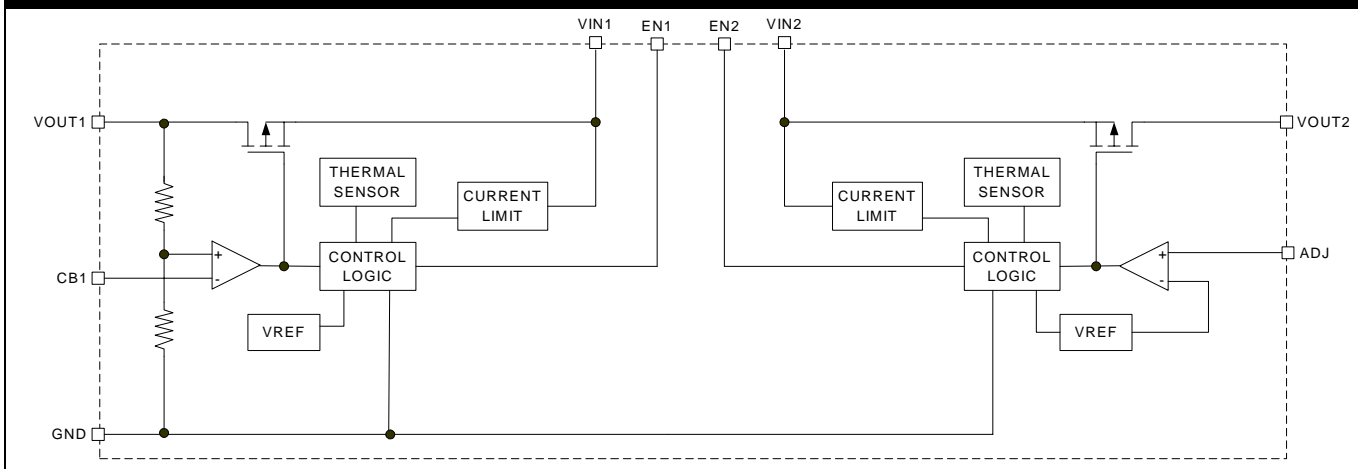 VIN1
EN1
EN2
VIN2
VOUT1
VOUT2
THERMAL
SENSOR
THERMAL
SENSOR
CURRENT
LIMIT
CURRENT
LIMIT
+
-
CONTROL
LOGIC
CONTROL
LOGIC
+
-
ADJ
CB1
VREF
VREF
GND